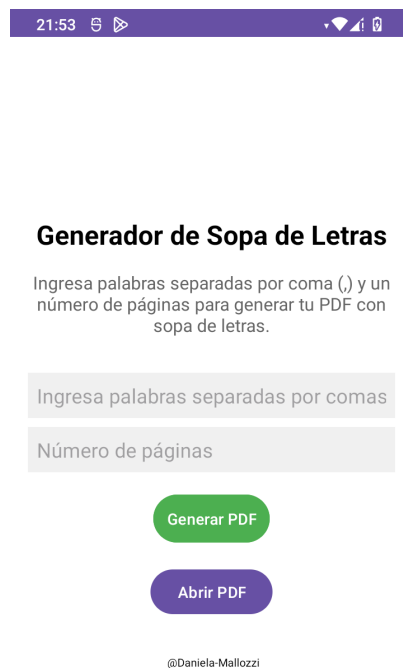 21:53
Generador de Sopa de Letras
Ingresa palabras separadas por coma (,) y un
número de páginas para generar tu PDF con
sopa de letras.
Ingresa palabras separadas por comas
Número de páginas
Generar PDF
Abrir PDF
@Daniela-Mallozzi